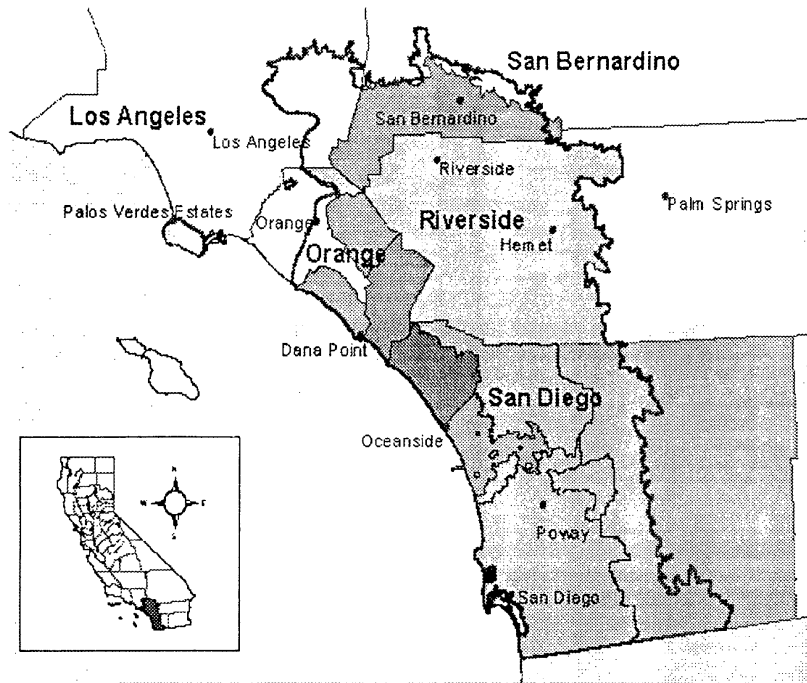 San Bernardino
Los Angeles
San Bernardino
Los Angeles
Riverside
Palos Verdes Estates
Orange
Riverside
Palm Springs
Hemet
Orange
Dana Point
San Diego
Oceanside
N
W E
S
Poway
San Diego